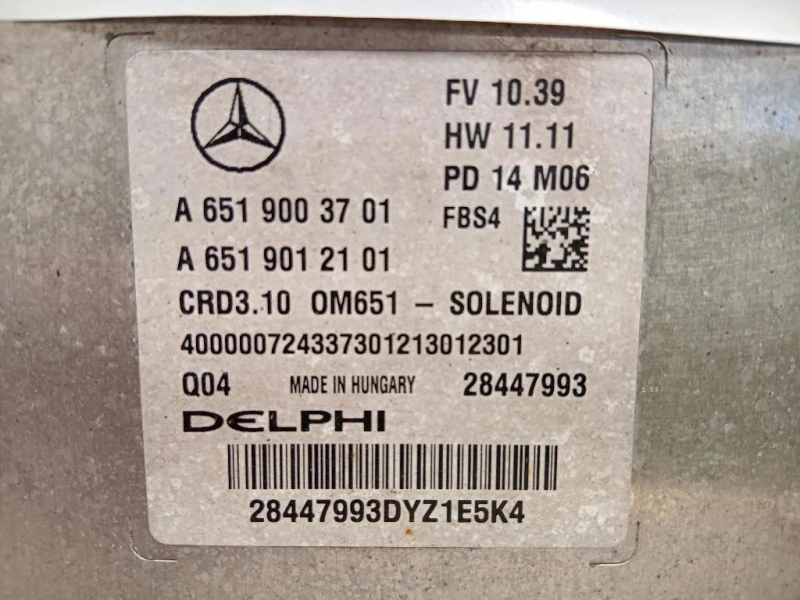 FV 10.39
HW 11.11
PD 14 M06
A 651 900 37 01
FBS4
A 651 901 21 01
CRD3.10 OM651 - SOLENOID
400000724337301213012301
Q04 MADE IN HUNGARY 28447993
DELPHI
28447993DYZ1E5K4